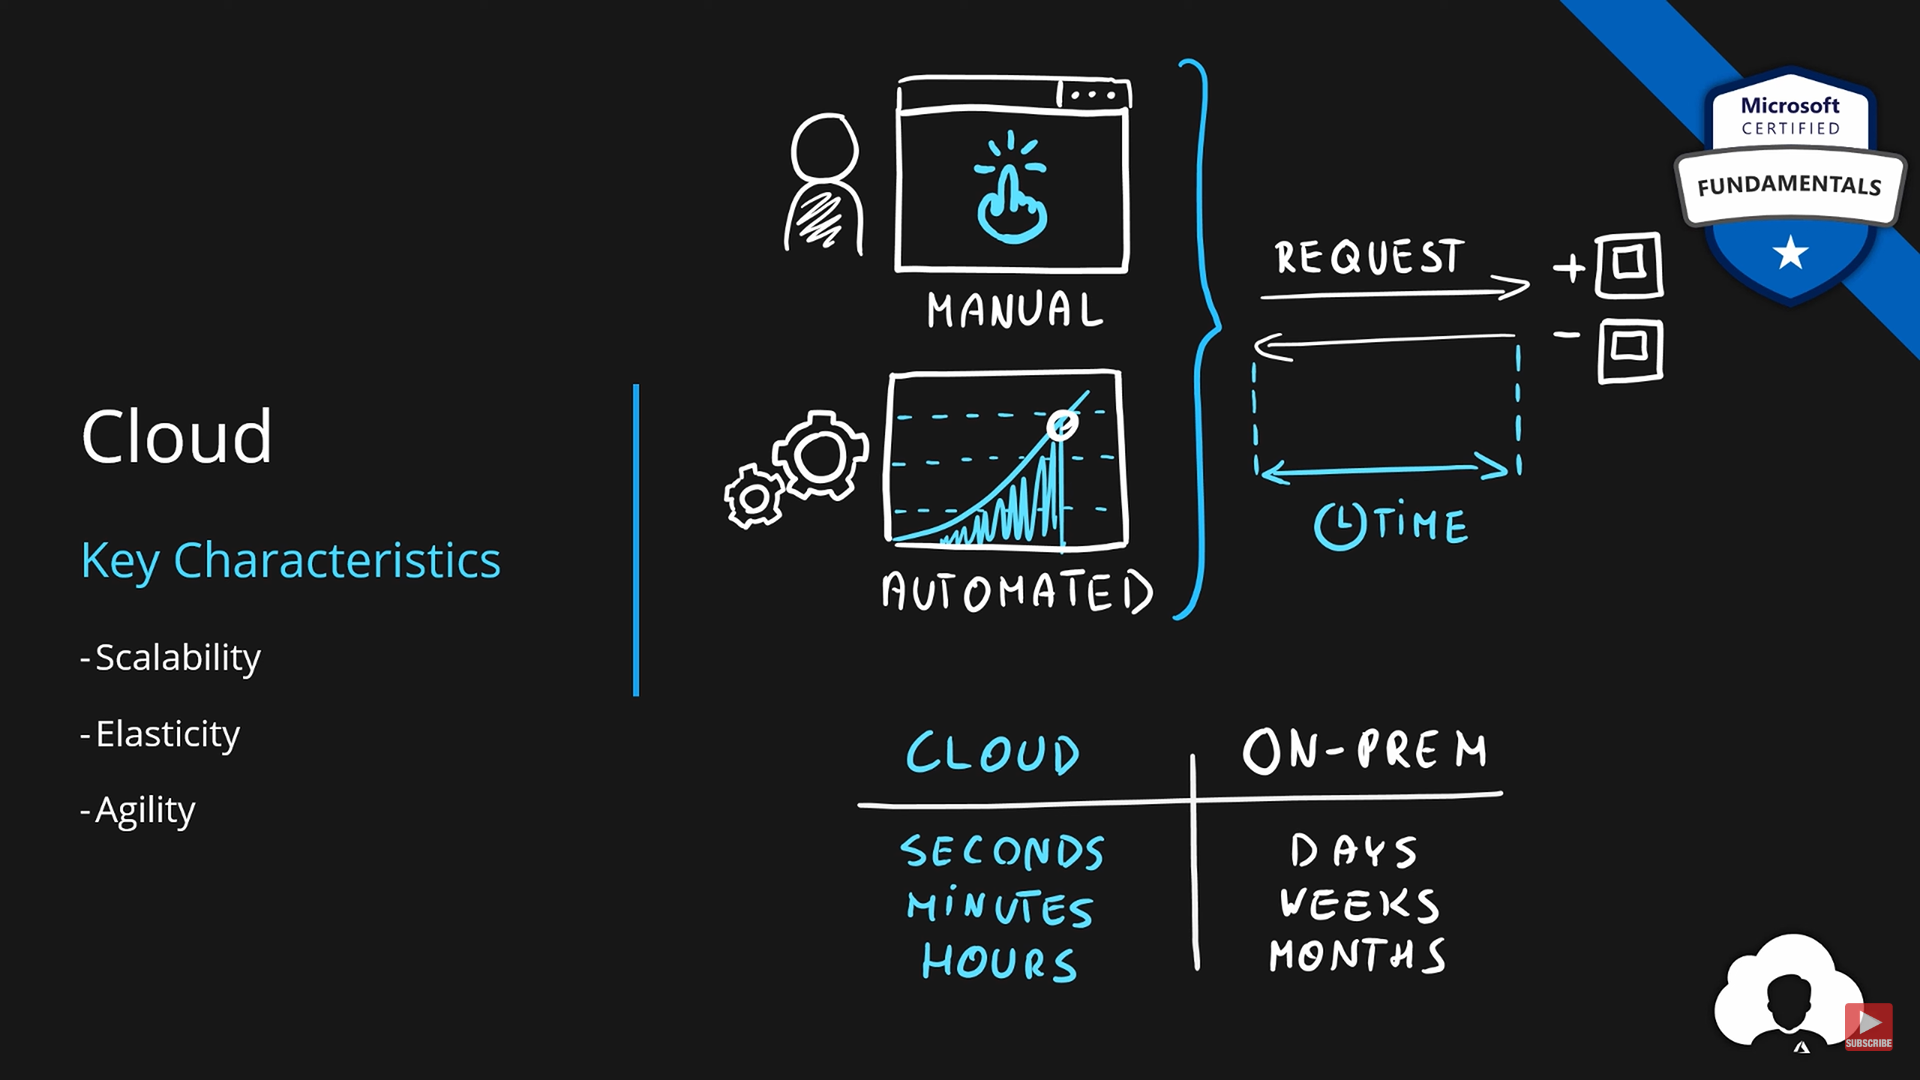 Cloud
Key Characteristics
- Scalability
- Elasticity
- Agility
MANUAL
AUTOMATED
REQUEST
+
-
TIME
CLOUD
ON-PREM
SECONDS
DAYS
MINUTES
WEEKS
HOURS
MONTHS
Microsoft
CERTIFIED
FUNDAMENTALS
SUBSCRIBE